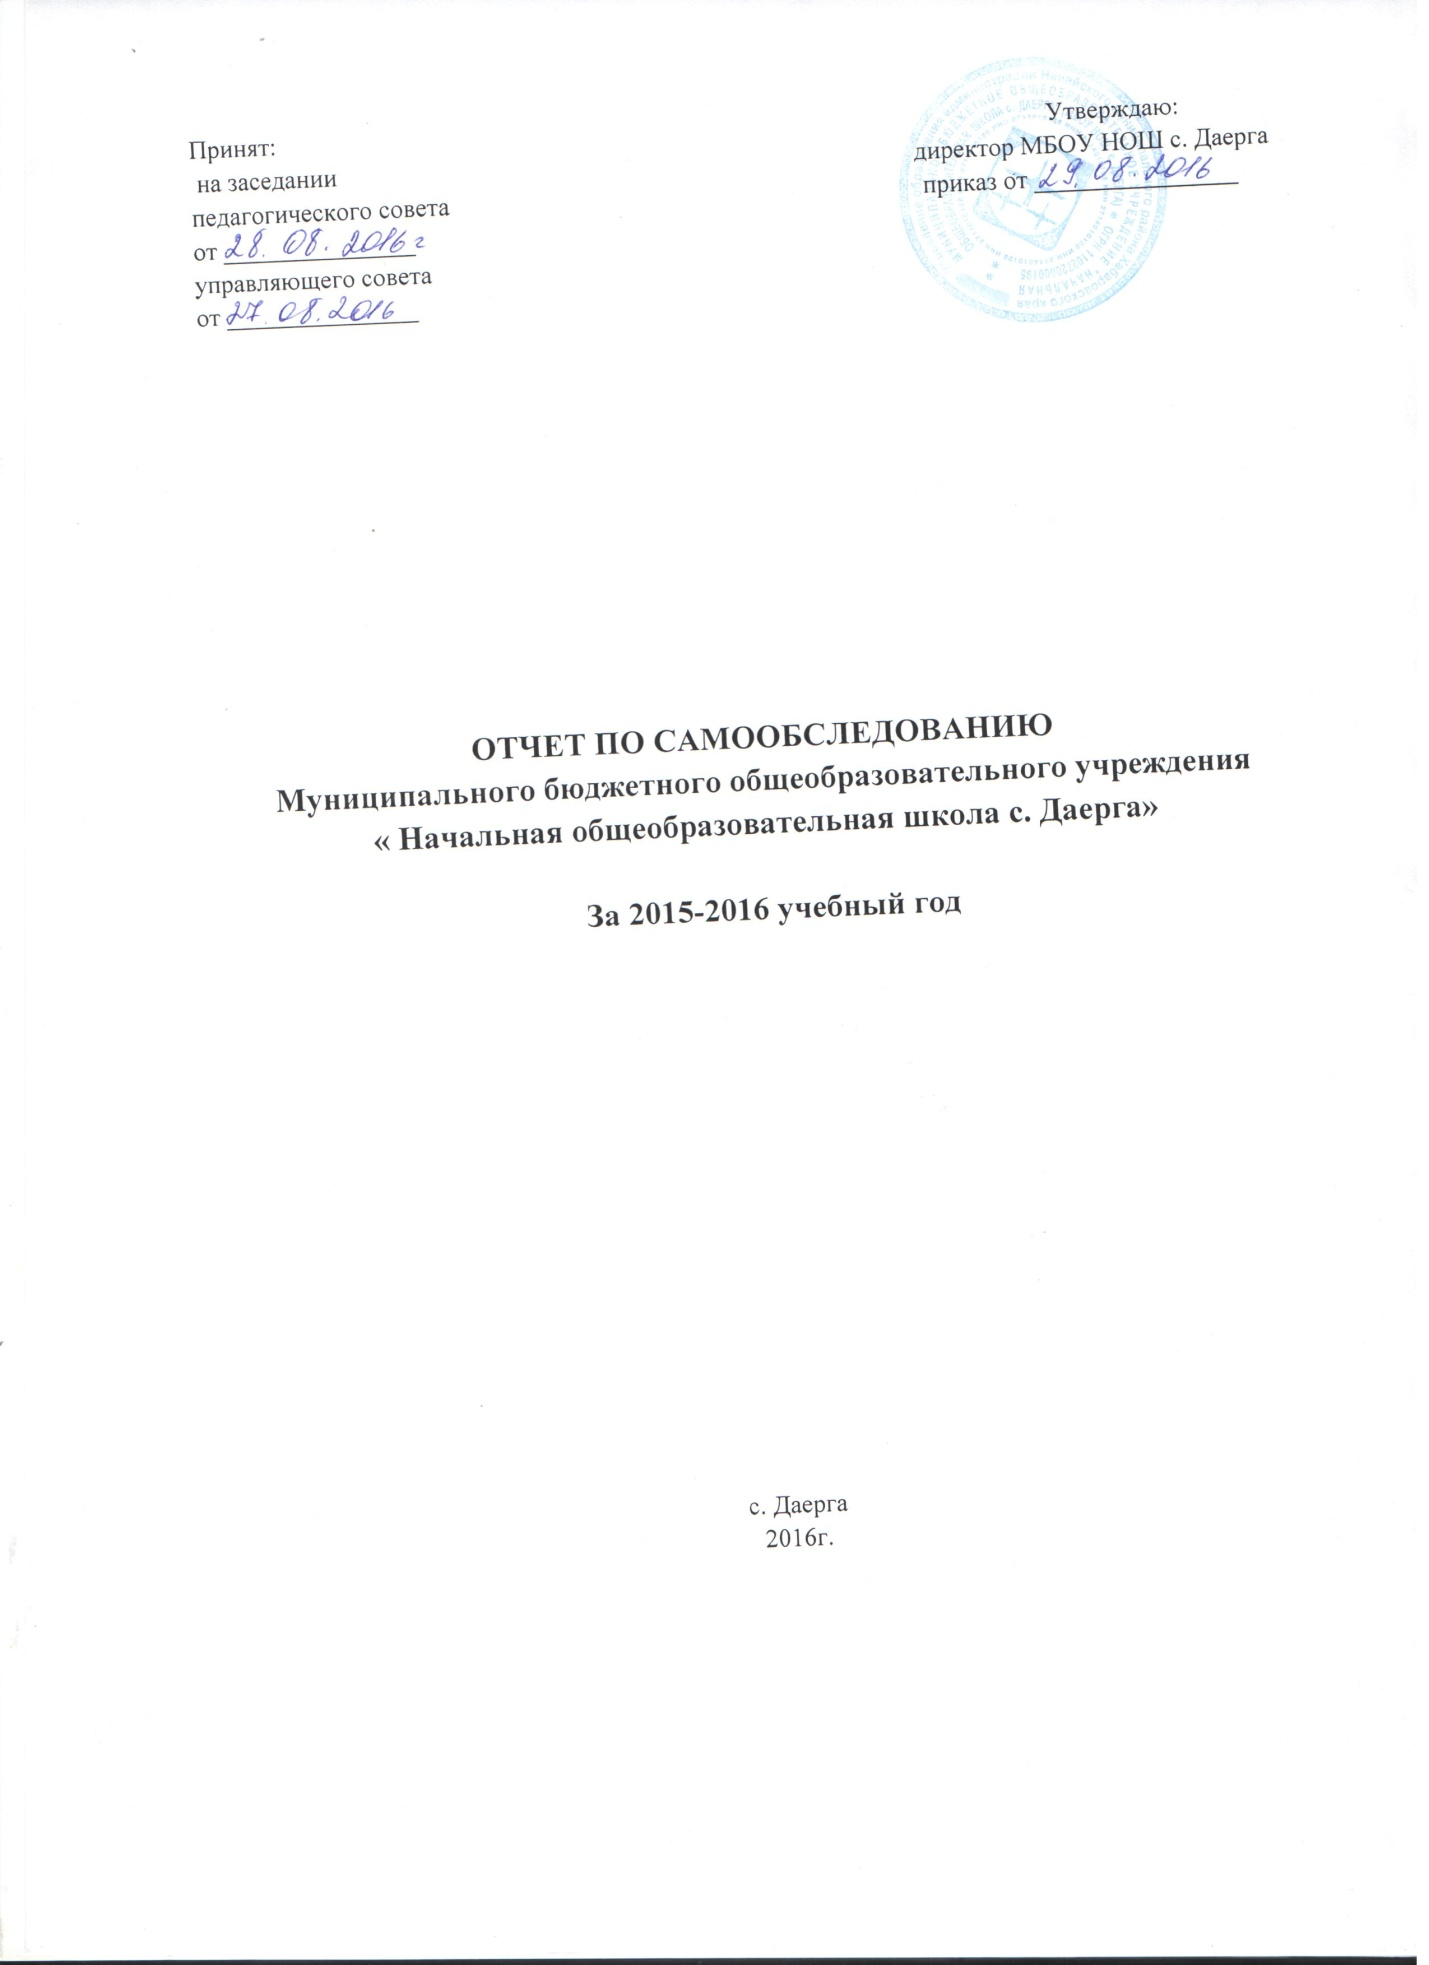 Принят:
на заседании
педагогического совета
от 28. 08. 2016 г
управляющего совета
от 27. 08. 2016
Утверждаю:
директор МБОУ НОШ с. Даерга
приказ от 29. 08. 2016
ОТЧЕТ ПО САМООБСЛЕДОВАНИЮ
Муниципального бюджетного общеобразовательного учреждения
« Начальная общеобразовательная школа с. Даерга»
За 2015-2016 учебный год
с. Даерга
2016г.